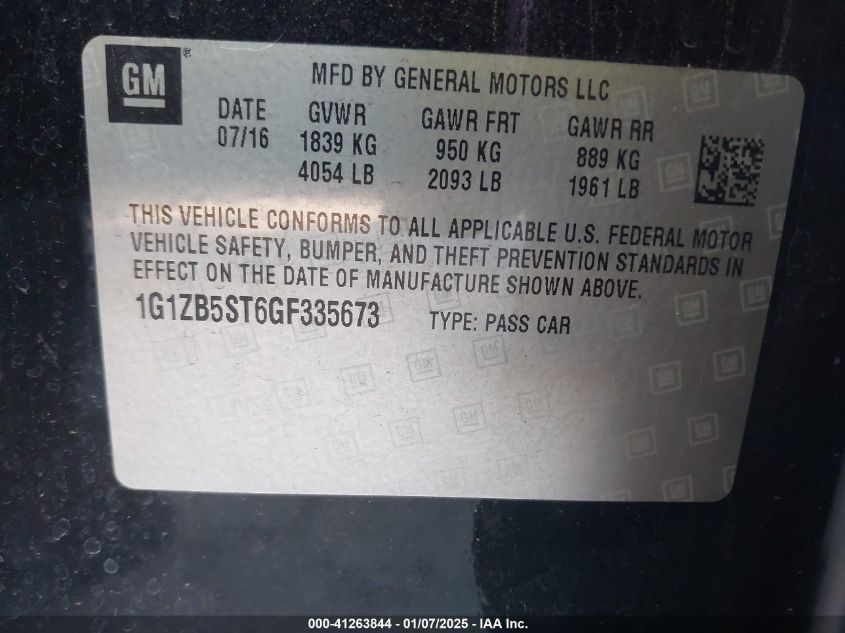 GM ®
MFD BY GENERAL MOTORS LLC
DATE GVWR GAWR FRT GAWR RR
07/16 1839 KG 950 KG 889 KG
4054 LB 2093 LB 1961 LB
THIS VEHICLE CONFORMS TO ALL APPLICABLE U.S. FEDERAL MOTOR
VEHICLE SAFETY, BUMPER, AND THEFT PREVENTION STANDARDS IN
EFFECT ON THE DATE OF MANUFACTURE SHOWN ABOVE.
1G1ZB5ST6GF335673 TYPE: PASS CAR
000-41263844 - 01/07/2025 - IAA Inc.